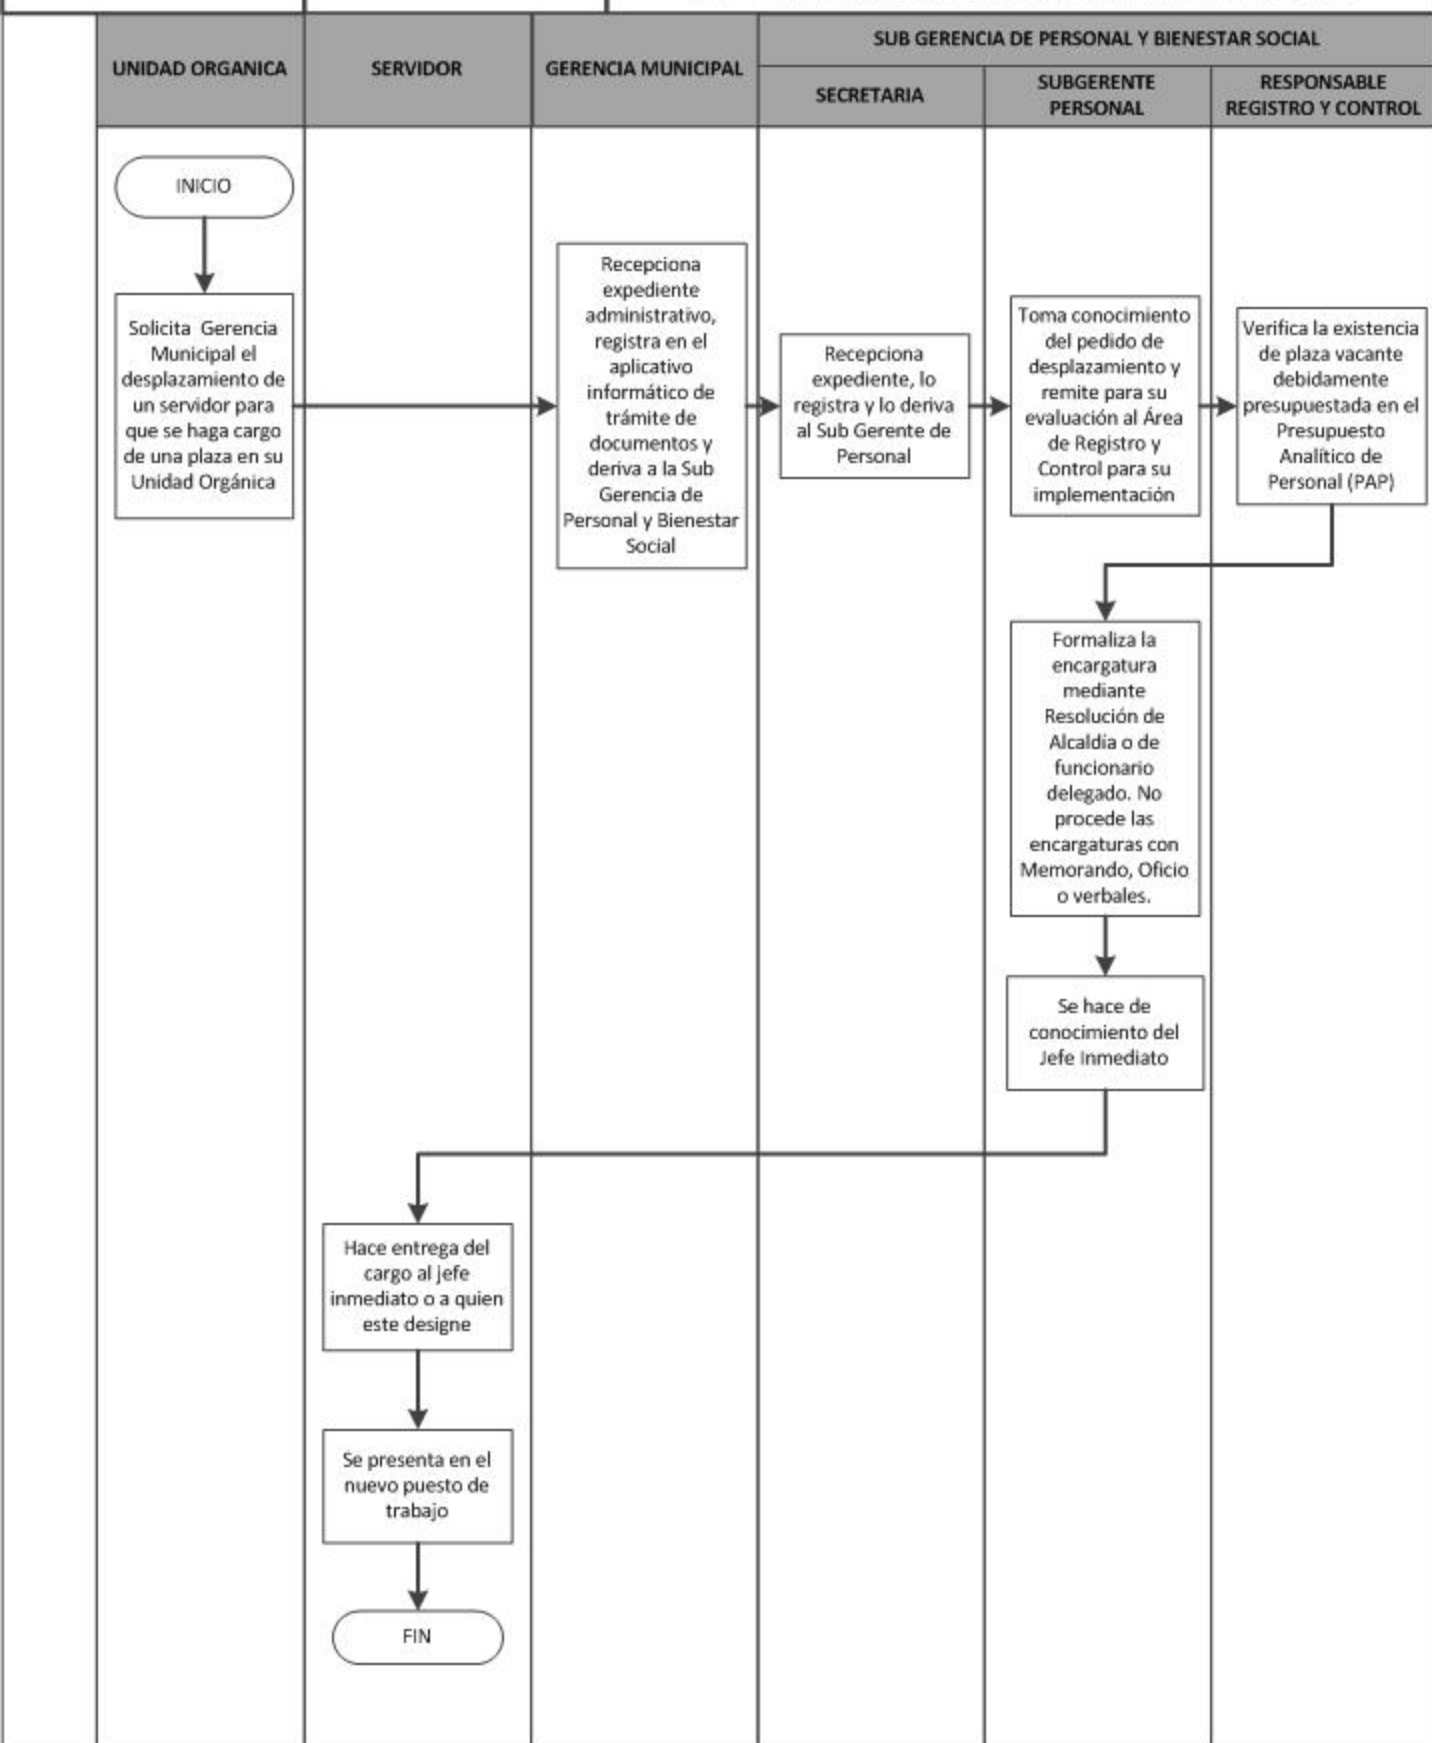 SUB GERENCIA DE PERSONAL Y BIENESTAR SOCIAL
UNIDAD ORGANICA
SERVIDOR
GERENCIA MUNICIPAL
SECRETARIA
SUBGERENTE
PERSONAL
RESPONSABLE
REGISTRO Y CONTROL
INICIO
Solicita Gerencia
Municipal el
desplazamiento de
un servidor para
que se haga cargo
de una plaza en su
Unidad Orgánica
Recepciona
expediente
administrativo,
registra en el
aplicativo
informático de
trámite de
documentos y
deriva a la Sub
Gerencia de
Personal y Bienestar
Social
Recepciona
expediente, lo
registra y lo deriva
al Sub Gerente de
Personal
Toma conocimiento
del pedido de
desplazamiento y
remite para su
evaluación al Área
de Registro y
Control para su
implementación
Verifica la existencia
de plaza vacante
debidamente
presupuestada en el
Presupuesto
Analítico de
Personal (PAP)
Formaliza la
encargatura
mediante
Resolución de
Alcaldía o de
funcionario
delegado. No
procede las
encargaturas con
Memorando, Oficio
o verbales.
Se hace de
conocimiento del
Jefe Inmediato
Hace entrega del
cargo al jefe
inmediato o a quien
este designe
Se presenta en el
nuevo puesto de
trabajo
FIN